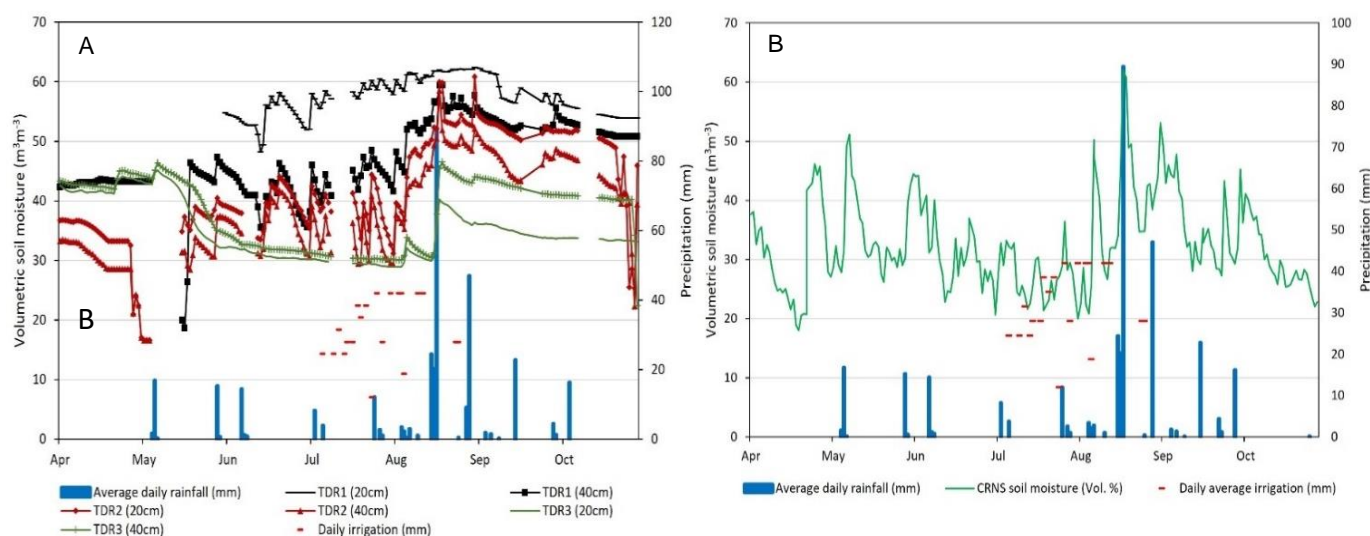 A
B
Volumetric soil moisture (m³m⁻³)
70
60
50
40
30
20
10
0
Precipitation (mm)
120
100
80
60
40
20
0
Apr May Jun Jul Aug Sep Oct
Average daily rainfall (mm) TDR1 (20cm) TDR1 (40cm)
TDR2 (20cm) TDR2 (40cm) TDR3 (20cm)
TDR3 (40cm) Daily irrigation (mm)
B
Volumetric soil moisture (m³m⁻³)
70
60
50
40
30
20
10
0
Precipitation (mm)
100
90
80
70
60
50
40
30
20
10
0
Apr May Jun Jul Aug Sep Oct
Average daily rainfall (mm) CRNS soil moisture (Vol. %) Daily average irrigation (mm)